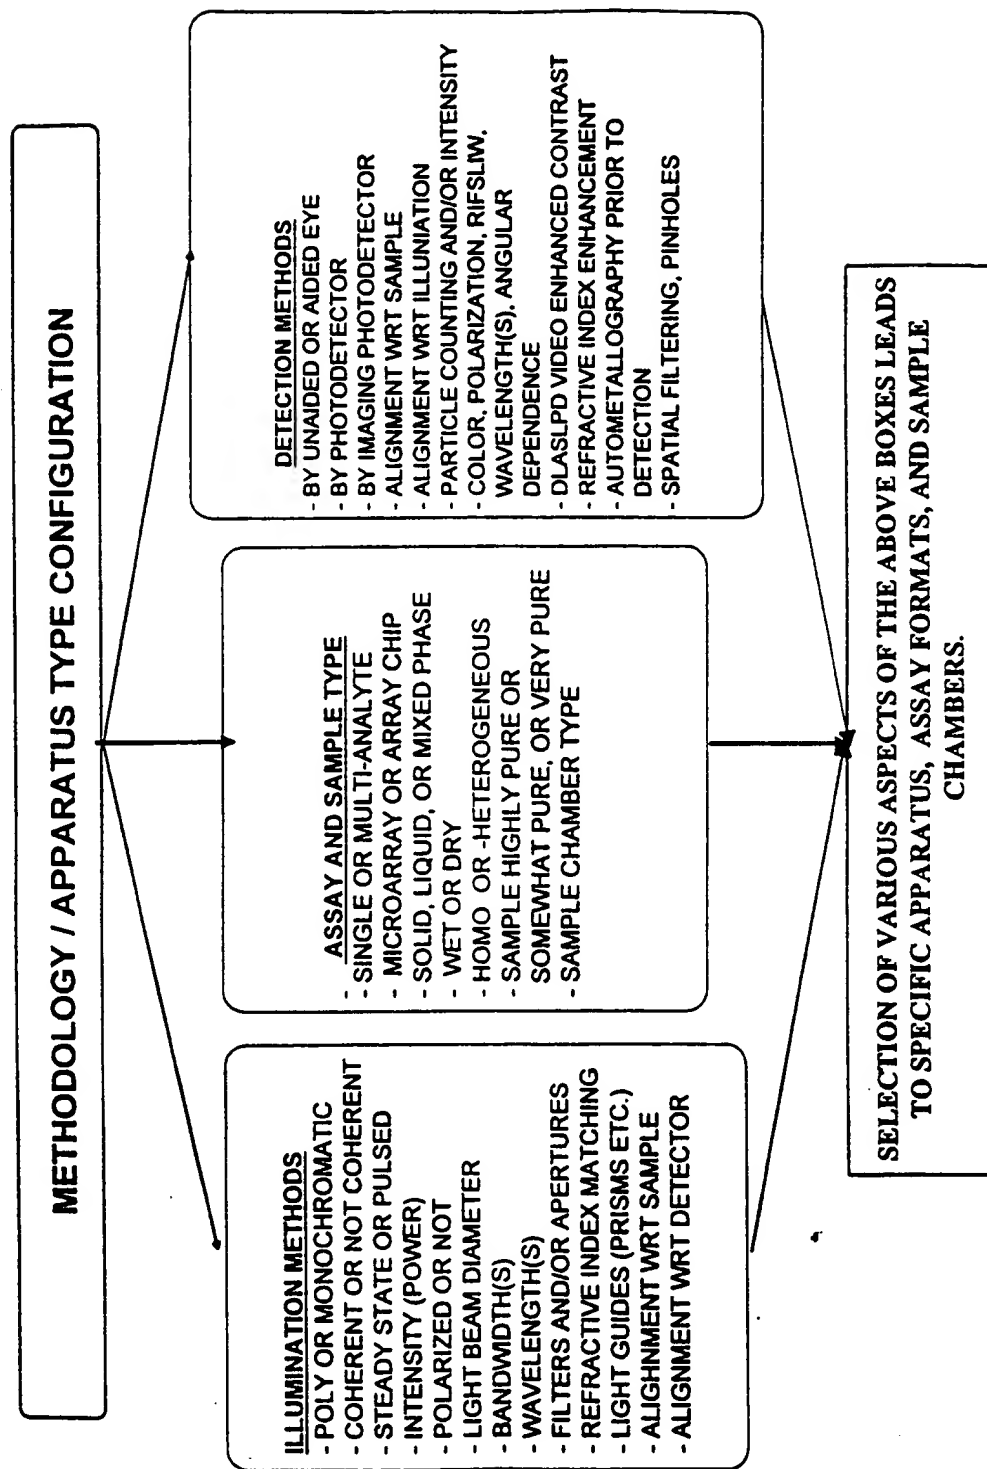 METHODOLOGY / APPARATUS TYPE CONFIGURATION
ILLUMINATION METHODS
- POLY OR MONOCHROMATIC
- COHERENT OR NOT COHERENT
- STEADY STATE OR PULSED
- INTENSITY (POWER)
- POLARIZED OR NOT
- LIGHT BEAM DIAMETER
- BANDWIDTH(S)
- WAVELENGTH(S)
- FILTERS AND/OR APERTURES
- REFRACTIVE INDEX MATCHING
- LIGHT GUIDES (PRISMS ETC.)
- ALIGHNMENT WRT SAMPLE
- ALIGNMENT WRT DETECTOR
ASSAY AND SAMPLE TYPE
- SINGLE OR MULTI-ANALYTE
- MICROARRAY OR ARRAY CHIP
- SOLID, LIQUID, OR MIXED PHASE
- WET OR DRY
- HOMO OR -HETEROGENEOUS
- SAMPLE HIGHLY PURE OR
SOMEWHAT PURE, OR VERY PURE
- SAMPLE CHAMBER TYPE
DETECTION METHODS
- BY UNAIDED OR AIDED EYE
- BY PHOTODETECTOR
- BY IMAGING PHOTODETECTOR
- ALIGNMENT WRT SAMPLE
- ALIGNMENT WRT ILLUNIATION
- PARTICLE COUNTING AND/OR INTENSITY
- COLOR, POLARIZATION, RIFSLIW,
WAVELENGTH(S), ANGULAR
DEPENDENCE
- DLASLPD VIDEO ENHANCED CONTRAST
- REFRACTIVE INDEX ENHANCEMENT
- AUTOMETALLOGRAPHY PRIOR TO
DETECTION
- SPATIAL FILTERING, PINHOLES
SELECTION OF VARIOUS ASPECTS OF THE ABOVE BOXES LEADS
TO SPECIFIC APPARATUS, ASSAY FORMATS, AND SAMPLE
CHAMBERS.